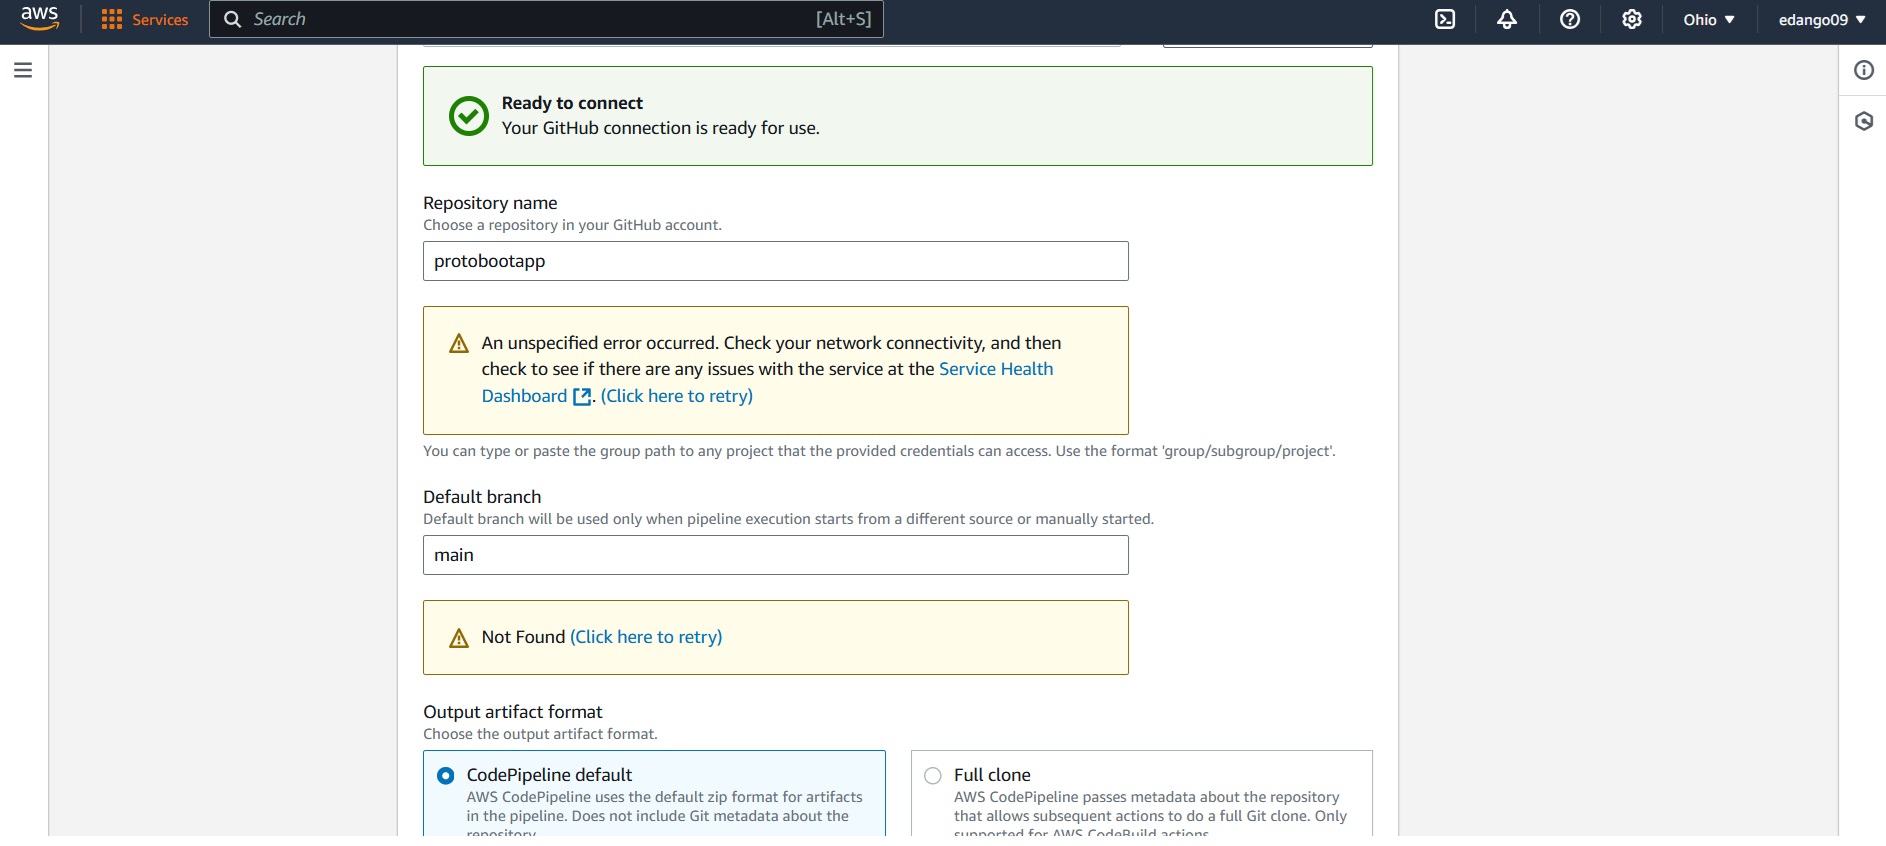 aws
Services
Search
[Alt+S]
Ohio
edango09
Ready to connect
Your GitHub connection is ready for use.
Repository name
Choose a repository in your GitHub account.
protobootapp
An unspecified error occurred. Check your network connectivity, and then
check to see if there are any issues with the service at the Service Health
Dashboard . (Click here to retry)
You can type or paste the group path to any project that the provided credentials can access. Use the format 'group/subgroup/project'.
Default branch
Default branch will be used only when pipeline execution starts from a different source or manually started.
main
Not Found (Click here to retry)
Output artifact format
Choose the output artifact format.
CodePipeline default
AWS CodePipeline uses the default zip format for artifacts
in the pipeline. Does not include Git metadata about the
repository.
Full clone
AWS CodePipeline passes metadata about the repository
that allows subsequent actions to do a full Git clone. Only
supported for AWS CodeBuild actions.